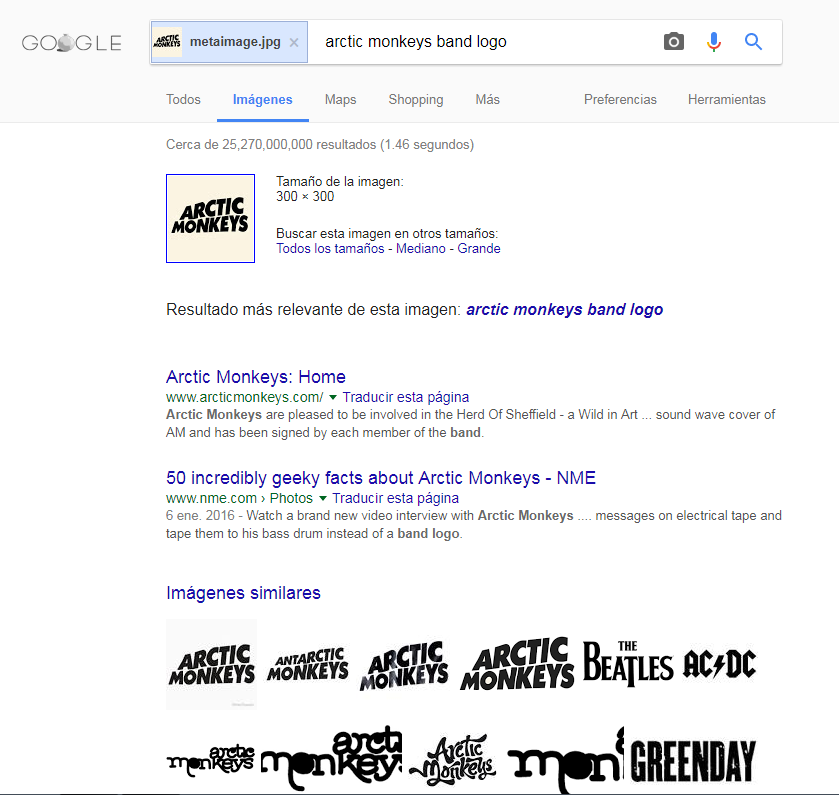 GOOGLE
ARCTIC MONKEYS metaimage.jpg × arctic monkeys band logo
Todos Imágenes Maps Shopping Más Preferencias Herramientas
Cerca de 25,270,000,000 resultados (1.46 segundos)
ARCTIC
MONKEYS
Tamaño de la imagen:
300 × 300
Buscar esta imagen en otros tamaños:
Todos los tamaños - Mediano - Grande
Resultado más relevante de esta imagen: arctic monkeys band logo
Arctic Monkeys: Home
www.arcticmonkeys.com/ Traducir esta página
Arctic Monkeys are pleased to be involved in the Herd Of Sheffield - a Wild in Art ... sound wave cover of
AM and has been signed by each member of the band.
50 incredibly geeky facts about Arctic Monkeys - NME
www.nme.com › Photos Traducir esta página
6 ene. 2016 - Watch a brand new video interview with Arctic Monkeys .... messages on electrical tape and
tape them to his bass drum instead of a band logo.
Imágenes similares
ARCTIC
MONKEYS
ANTARCTIC
MONKEYS
ARCTIC
MONKEYS
ARCTIC
MONKEYS
THE
BEATLES
AC DC
arctic
monkeys
arct
monkey
Arctic
Monkeys
mon
GREENDAY